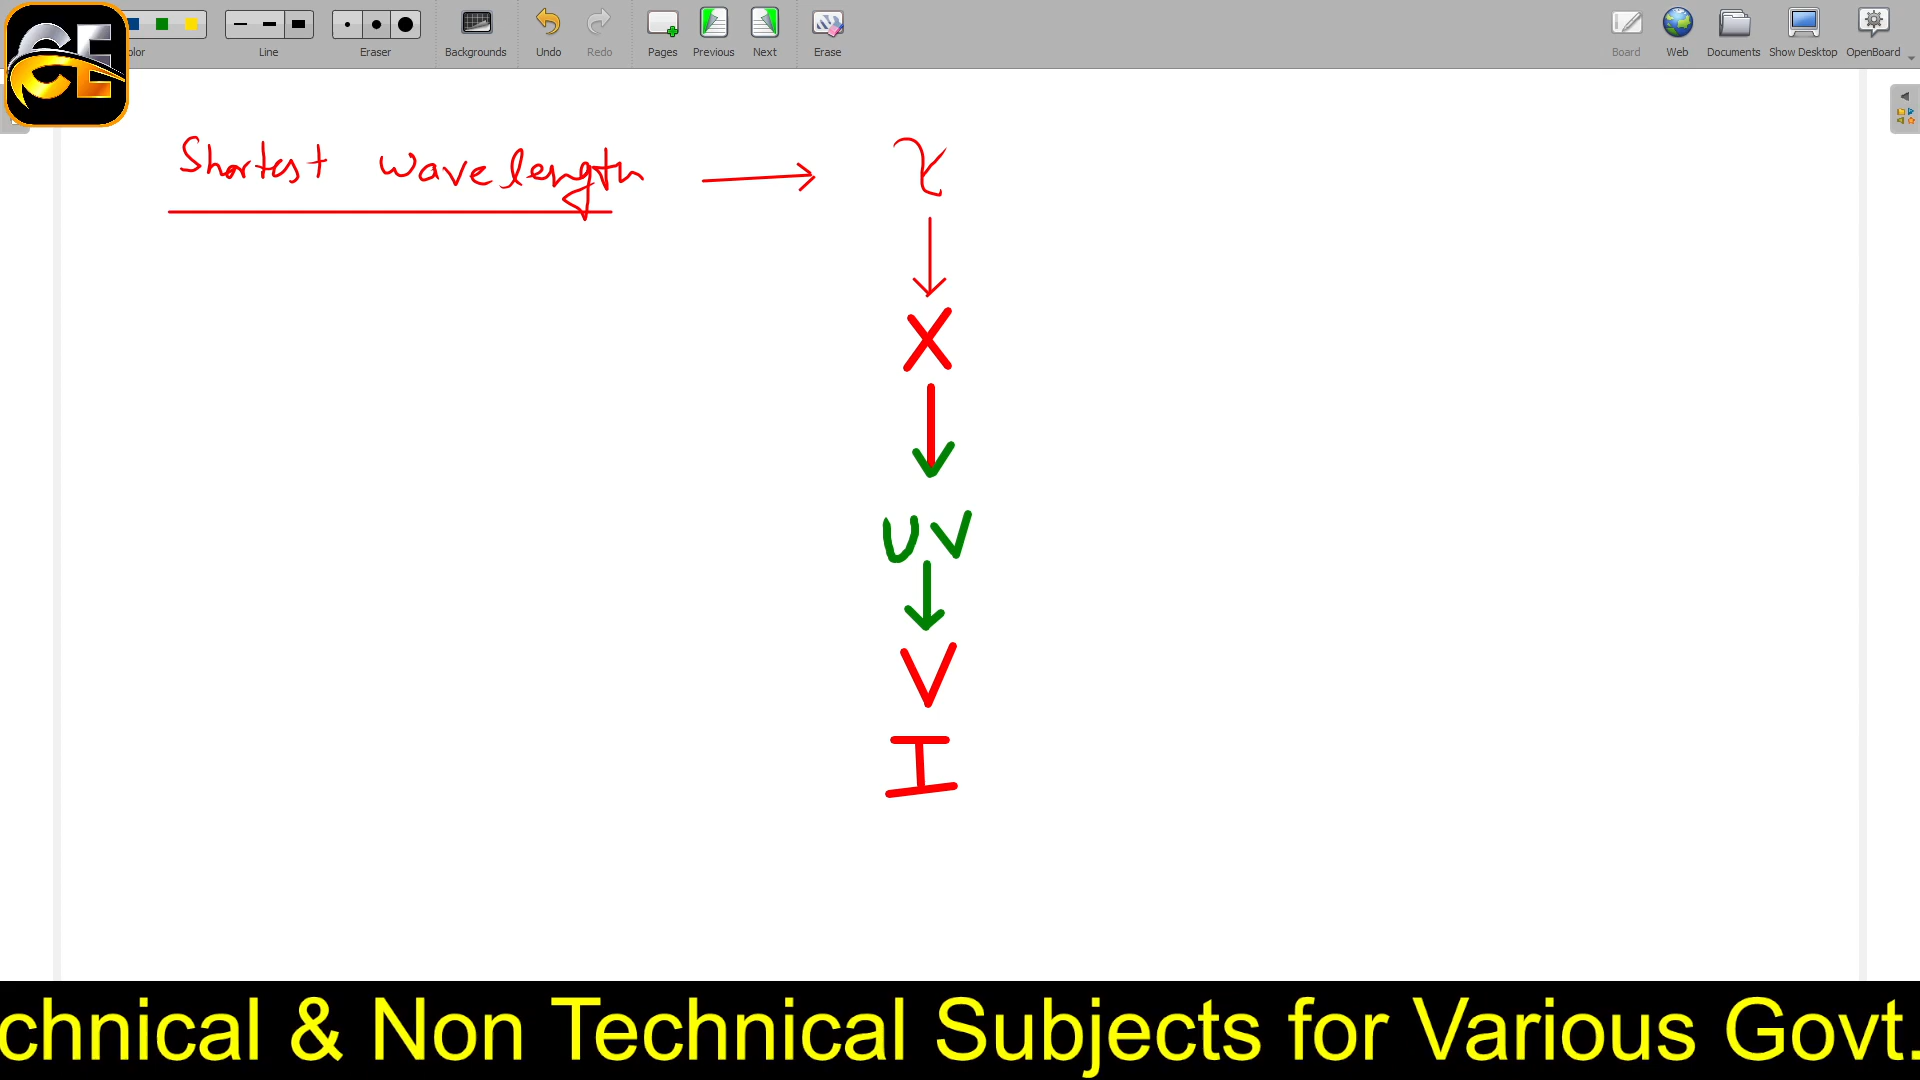 CE
Color Line Eraser Backgrounds Undo Redo Pages Previous Next Erase Board Web Documents Show Desktop OpenBoard
Shortest wavelength → γ
↓
X
↓
UV
↓
V
I
chnical & Non Technical Subjects for Various Govt.